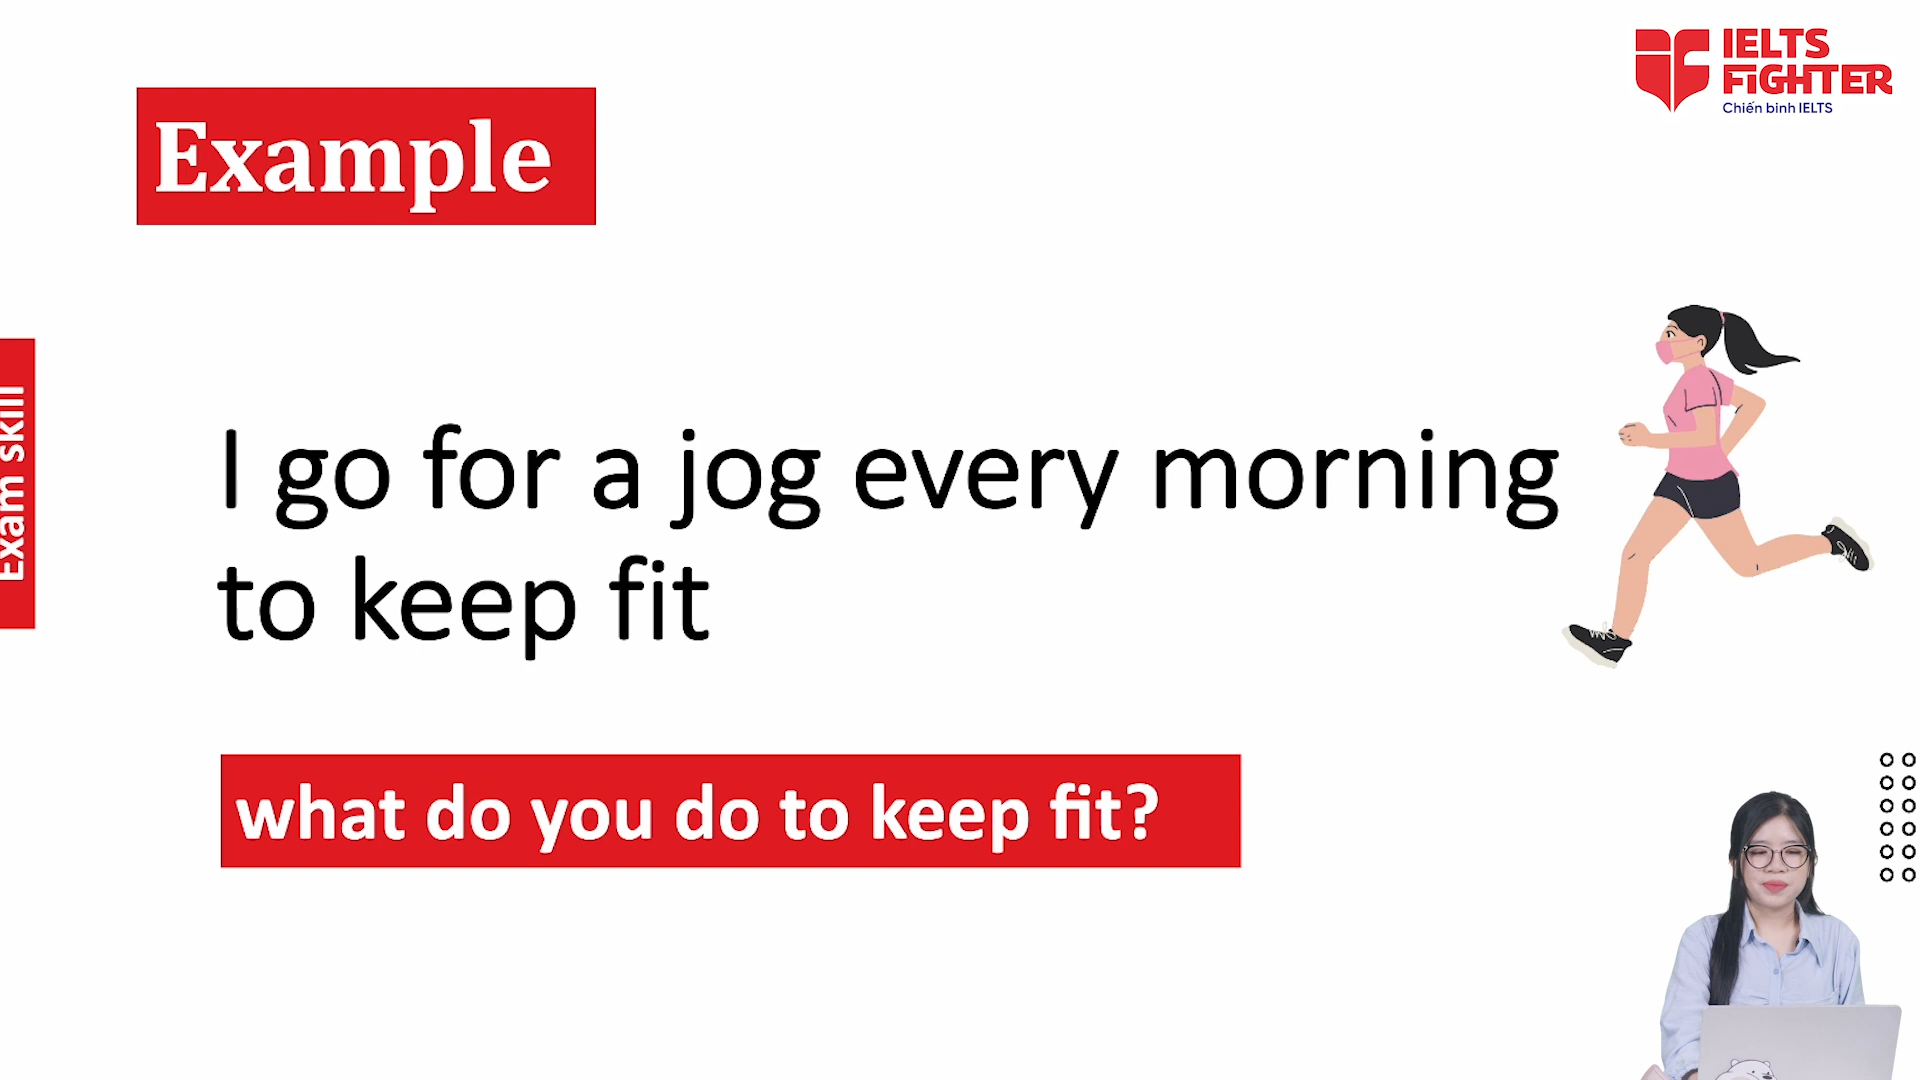 IELTS
FIGHTER
Chiến binh IELTS
Example
Exam skill
I go for a jog every morning
to keep fit
what do you do to keep fit?